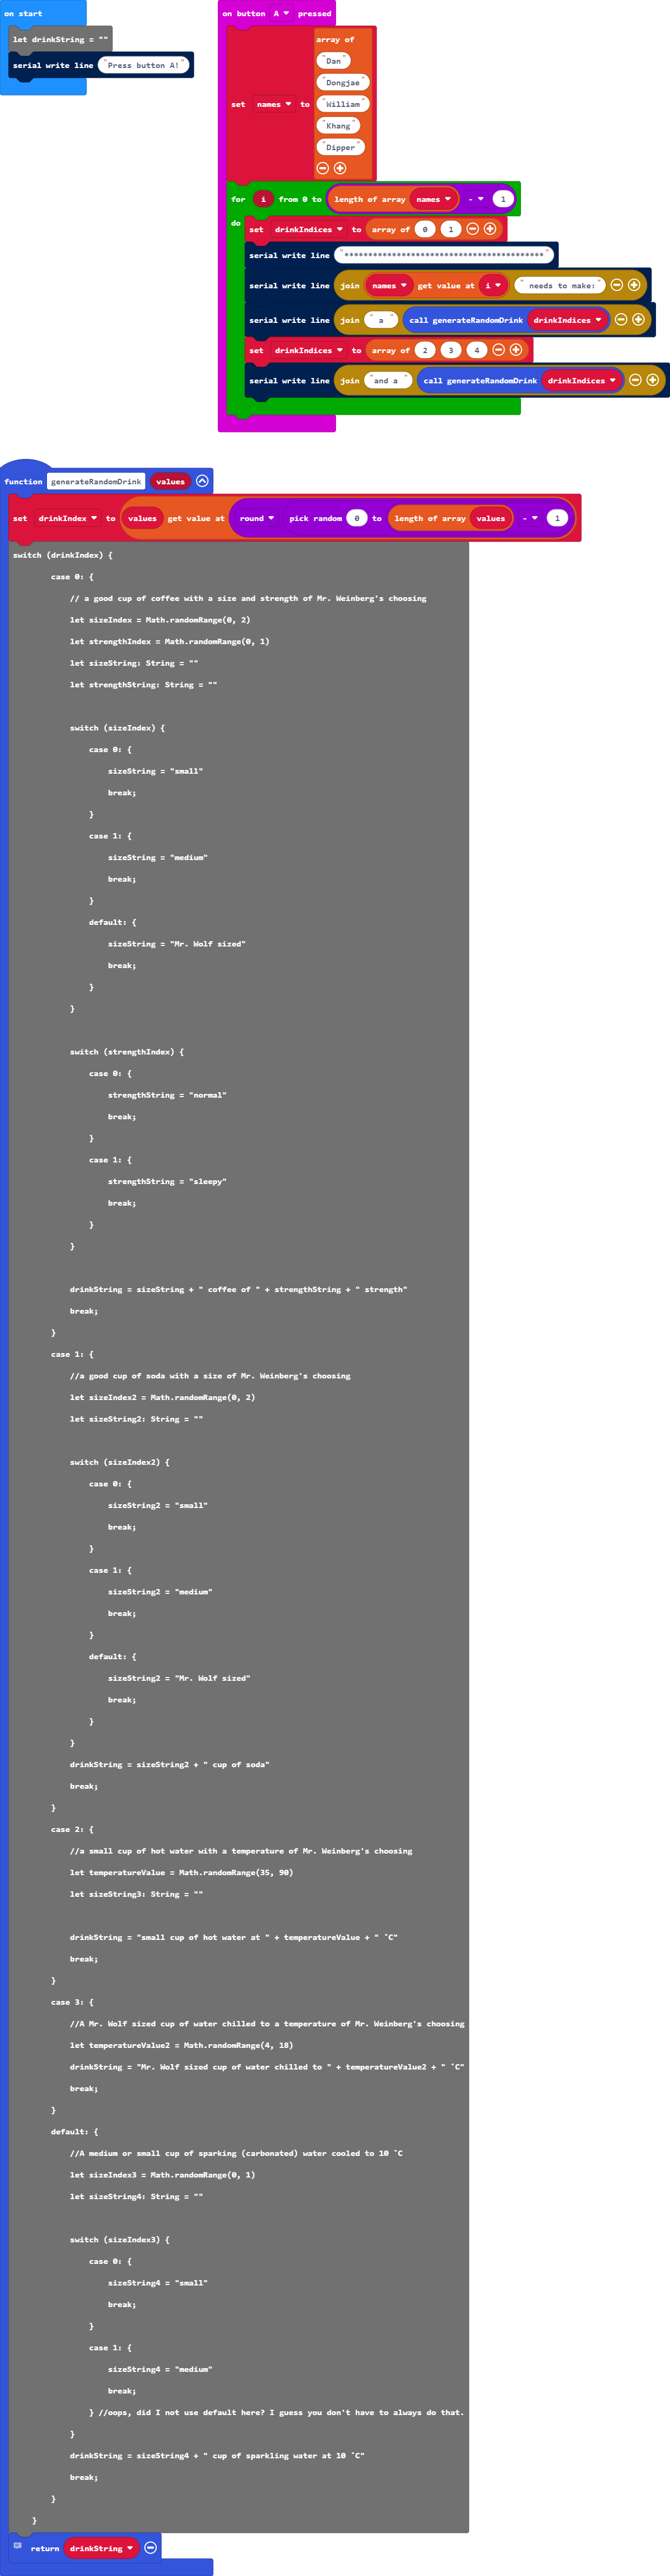 on start
let drinkString = ""
serial write line "Press button A!"
on button A pressed
set names to array of
"Dan"
"Dongjae"
"William"
"Khang"
"Dipper"
for i from 0 to length of array names - 1
do
set drinkIndices to array of 0 1
serial write line "******************************************"
serial write line join names get value at i " needs to make:"
serial write line join " a " call generateRandomDrink drinkIndices
set drinkIndices to array of 2 3 4
serial write line join "and a " call generateRandomDrink drinkIndices
function generateRandomDrink values
set drinkIndex to values get value at round pick random 0 to length of array values - 1
switch (drinkIndex) {
case 0: {
// a good cup of coffee with a size and strength of Mr. Weinberg's choosing
let sizeIndex = Math.randomRange(0, 2)
let strengthIndex = Math.randomRange(0, 1)
let sizeString: String = ""
let strengthString: String = ""
switch (sizeIndex) {
case 0: {
sizeString = "small"
break;
}
case 1: {
sizeString = "medium"
break;
}
default: {
sizeString = "Mr. Wolf sized"
break;
}
}
switch (strengthIndex) {
case 0: {
strengthString = "normal"
break;
}
case 1: {
strengthString = "sleepy"
break;
}
}
drinkString = sizeString + " coffee of " + strengthString + " strength"
break;
}
case 1: {
//a good cup of soda with a size of Mr. Weinberg's choosing
let sizeIndex2 = Math.randomRange(0, 2)
let sizeString2: String = ""
switch (sizeIndex2) {
case 0: {
sizeString2 = "small"
break;
}
case 1: {
sizeString2 = "medium"
break;
}
default: {
sizeString2 = "Mr. Wolf sized"
break;
}
}
drinkString = sizeString2 + " cup of soda"
break;
}
case 2: {
//a small cup of hot water with a temperature of Mr. Weinberg's choosing
let temperatureValue = Math.randomRange(35, 90)
let sizeString3: String = ""
drinkString = "small cup of hot water at " + temperatureValue + " ˚C"
break;
}
case 3: {
//A Mr. Wolf sized cup of water chilled to a temperature of Mr. Weinberg's choosing
let temperatureValue2 = Math.randomRange(4, 18)
drinkString = "Mr. Wolf sized cup of water chilled to " + temperatureValue2 + " ˚C"
break;
}
default: {
//A medium or small cup of sparking (carbonated) water cooled to 10 ˚C
let sizeIndex3 = Math.randomRange(0, 1)
let sizeString4: String = ""
switch (sizeIndex3) {
case 0: {
sizeString4 = "small"
break;
}
case 1: {
sizeString4 = "medium"
break;
} //oops, did I not use default here? I guess you don't have to always do that.
}
drinkString = sizeString4 + " cup of sparkling water at 10 ˚C"
break;
}
}
return drinkString